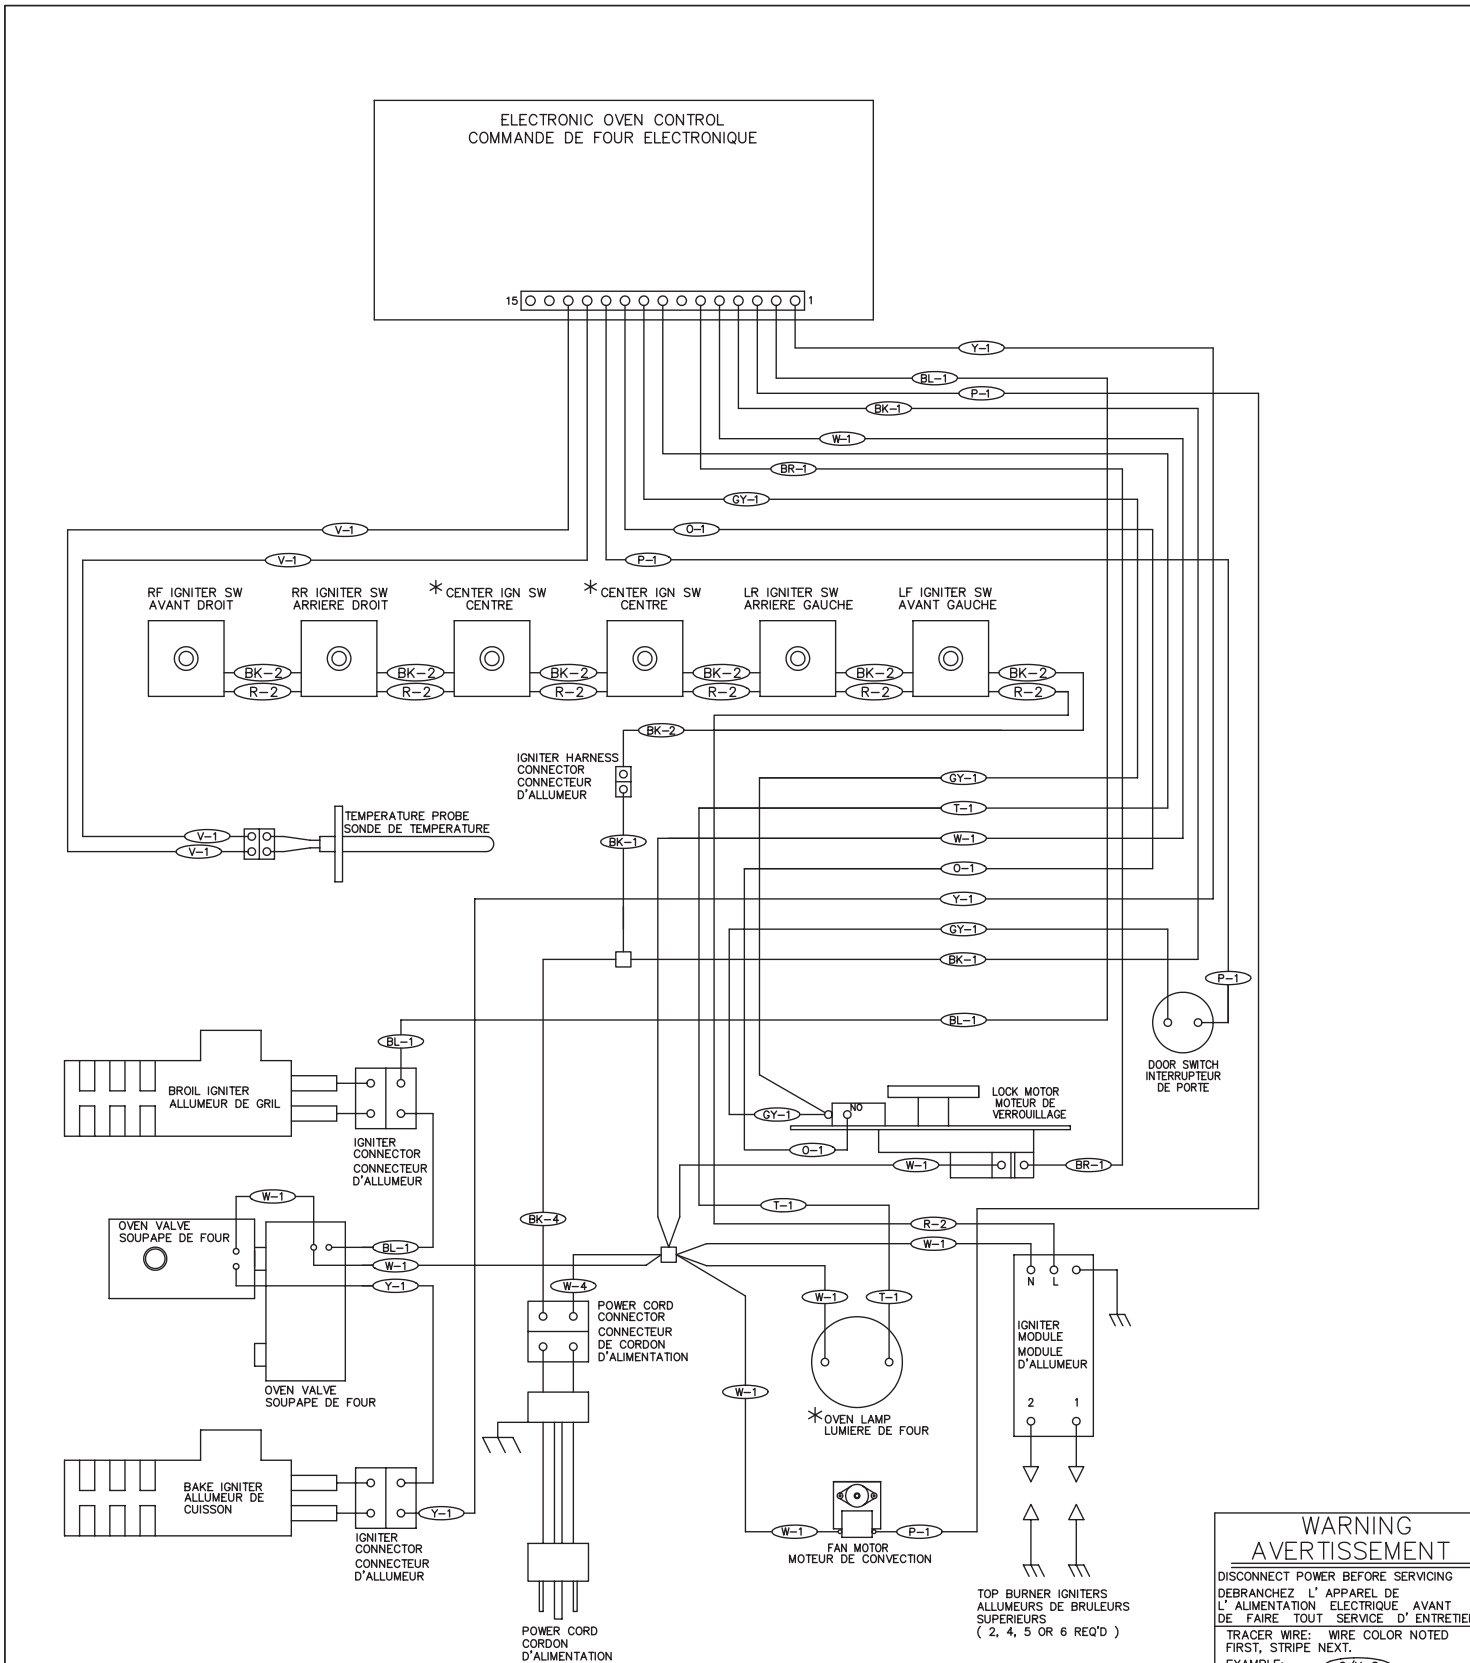 ELECTRONIC OVEN CONTROL
COMMANDE DE FOUR ELECTRONIQUE
15
1
Y-1
BL-1
P-1
BK-1
W-1
BR-1
GY-1
V-1
O-1
V-1
P-1
RF IGNITER SW
AVANT DROIT
RR IGNITER SW
ARRIERE DROIT
* CENTER IGN SW
CENTRE
* CENTER IGN SW
CENTRE
LR IGNITER SW
ARRIERE GAUCHE
LF IGNITER SW
AVANT GAUCHE
BK-2 BK-2 BK-2 BK-2 BK-2 BK-2
R-2 R-2 R-2 R-2 R-2 R-2
BK-2
IGNITER HARNESS
CONNECTOR
CONNECTEUR
D'ALLUMEUR
GY-1
T-1
TEMPERATURE PROBE
SONDE DE TEMPERATURE
V-1
V-1
BK-1
W-1
O-1
Y-1
GY-1
BK-1
P-1
BL-1
DOOR SWITCH
INTERRUPTEUR
DE PORTE
BL-1
BROIL IGNITER
ALLUMEUR DE GRIL
IGNITER
CONNECTOR
CONNECTEUR
D'ALLUMEUR
LOCK MOTOR
MOTEUR DE
VERROUILLAGE
NO
GY-1
O-1
W-1
BR-1
W-1
OVEN VALVE
SOUPAPE DE FOUR
BL-1
W-1
Y-1
OVEN VALVE
SOUPAPE DE FOUR
BK-4
W-4
POWER CORD
CONNECTOR
CONNECTEUR
DE CORDON
D'ALIMENTATION
T-1
R-2
W-1
W-1
T-1
W-1
* OVEN LAMP
LUMIERE DE FOUR
N L
IGNITER
MODULE
MODULE
D'ALLUMEUR
2 1
BAKE IGNITER
ALLUMEUR DE
CUISSON
Y-1
IGNITER
CONNECTOR
CONNECTEUR
D'ALLUMEUR
W-1
P-1
FAN MOTOR
MOTEUR DE CONVECTION
POWER CORD
CORDON
D'ALIMENTATION
TOP BURNER IGNITERS
ALLUMEURS DE BRULEURS
SUPERIEURS
( 2, 4, 5 OR 6 REQ'D )
WARNING
AVERTISSEMENT
DISCONNECT POWER BEFORE SERVICING
DEBRANCHEZ L' APPAREL DE
L' ALIMENTATION ELECTRIQUE AVANT
DE FAIRE TOUT SERVICE D' ENTRETIE
TRACER WIRE: WIRE COLOR NOTED
FIRST, STRIPE NEXT.